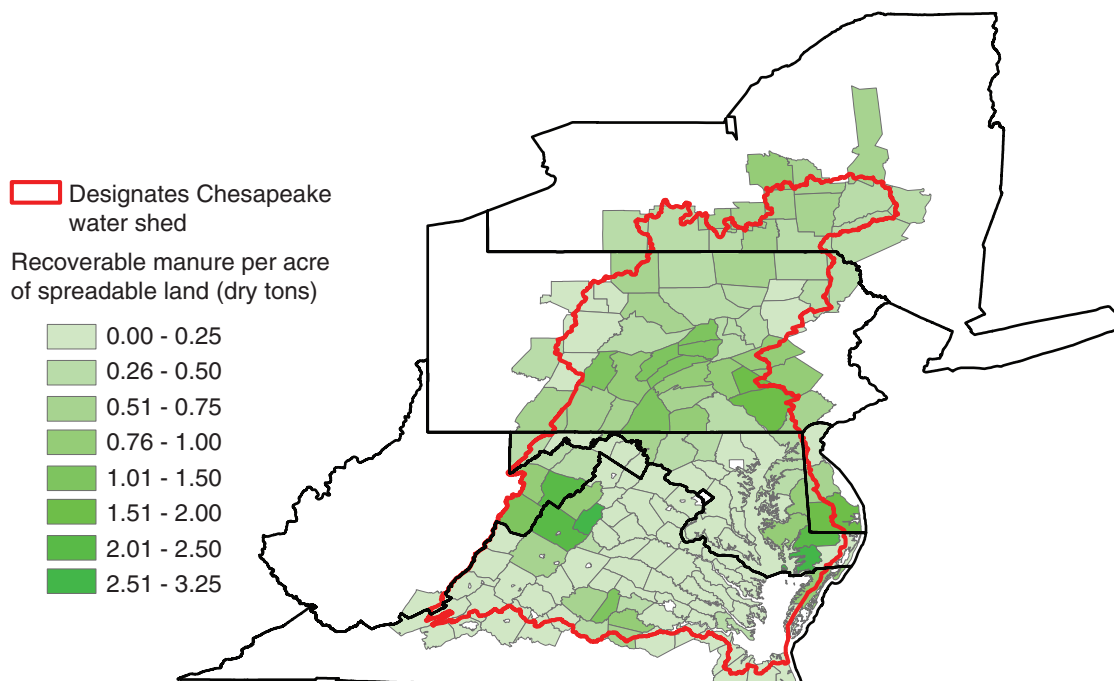 Designates Chesapeake
water shed
Recoverable manure per acre
of spreadable land (dry tons)
0.00 - 0.25
0.26 - 0.50
0.51 - 0.75
0.76 - 1.00
1.01 - 1.50
1.51 - 2.00
2.01 - 2.50
2.51 - 3.25